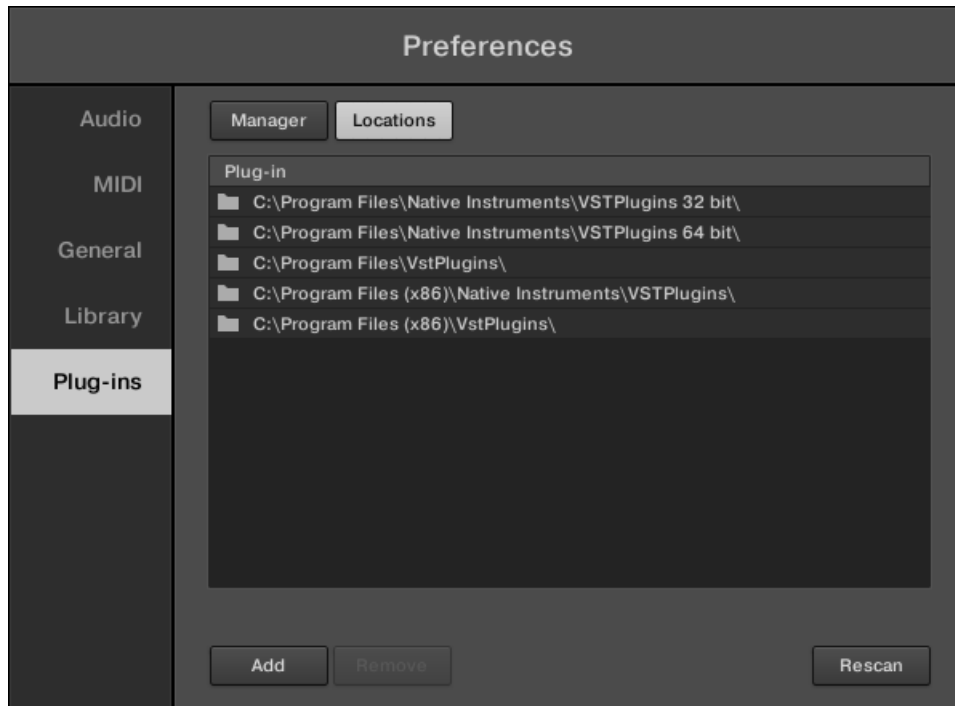 Preferences
Audio
MIDI
General
Library
Plug-ins
Manager Locations
Plug-in
C:\Program Files\Native Instruments\VSTPlugins 32 bit\
C:\Program Files\Native Instruments\VSTPlugins 64 bit\
C:\Program Files\VstPlugins\
C:\Program Files (x86)\Native Instruments\VSTPlugins\
C:\Program Files (x86)\VstPlugins\
Add Remove Rescan